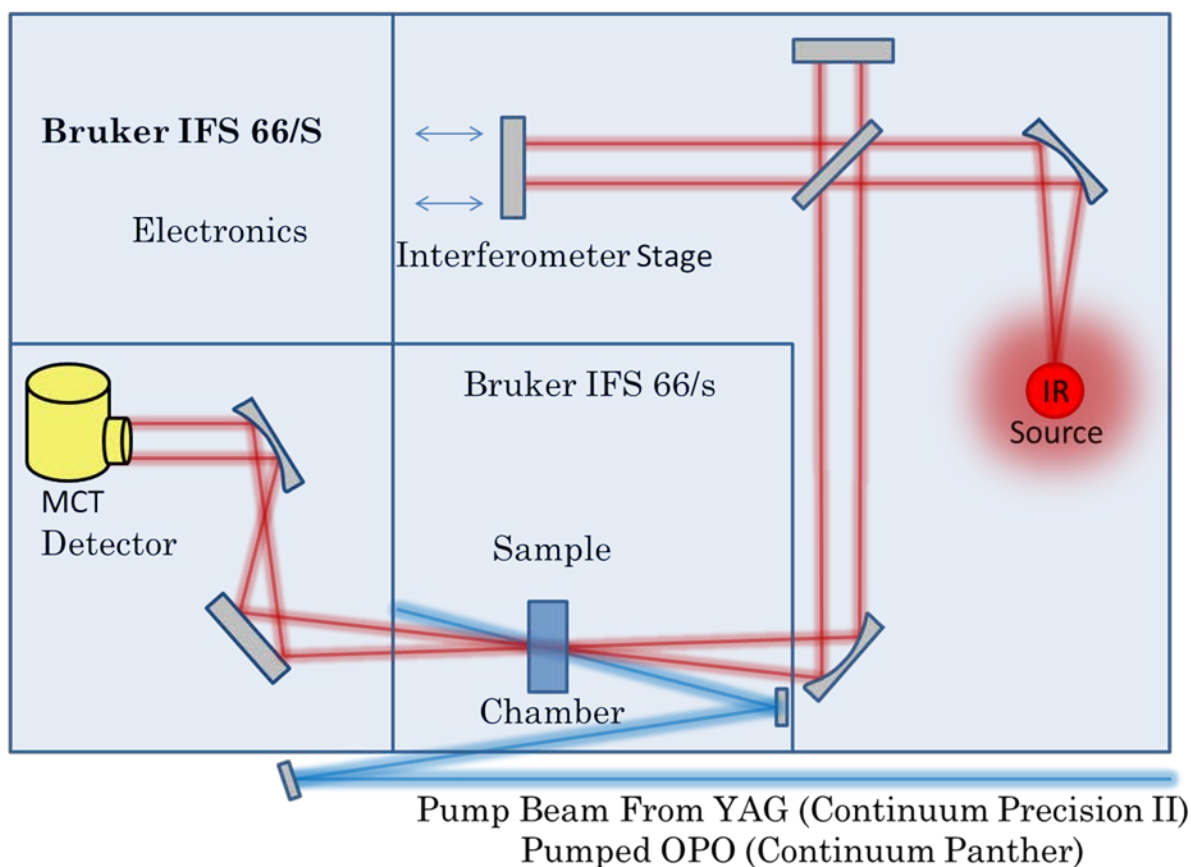 Bruker IFS 66/S
Electronics
Interferometer Stage
IR
Source
Bruker IFS 66/s
MCT
Detector
Sample
Chamber
Pump Beam From YAG (Continuum Precision II)
Pumped OPO (Continuum Panther)